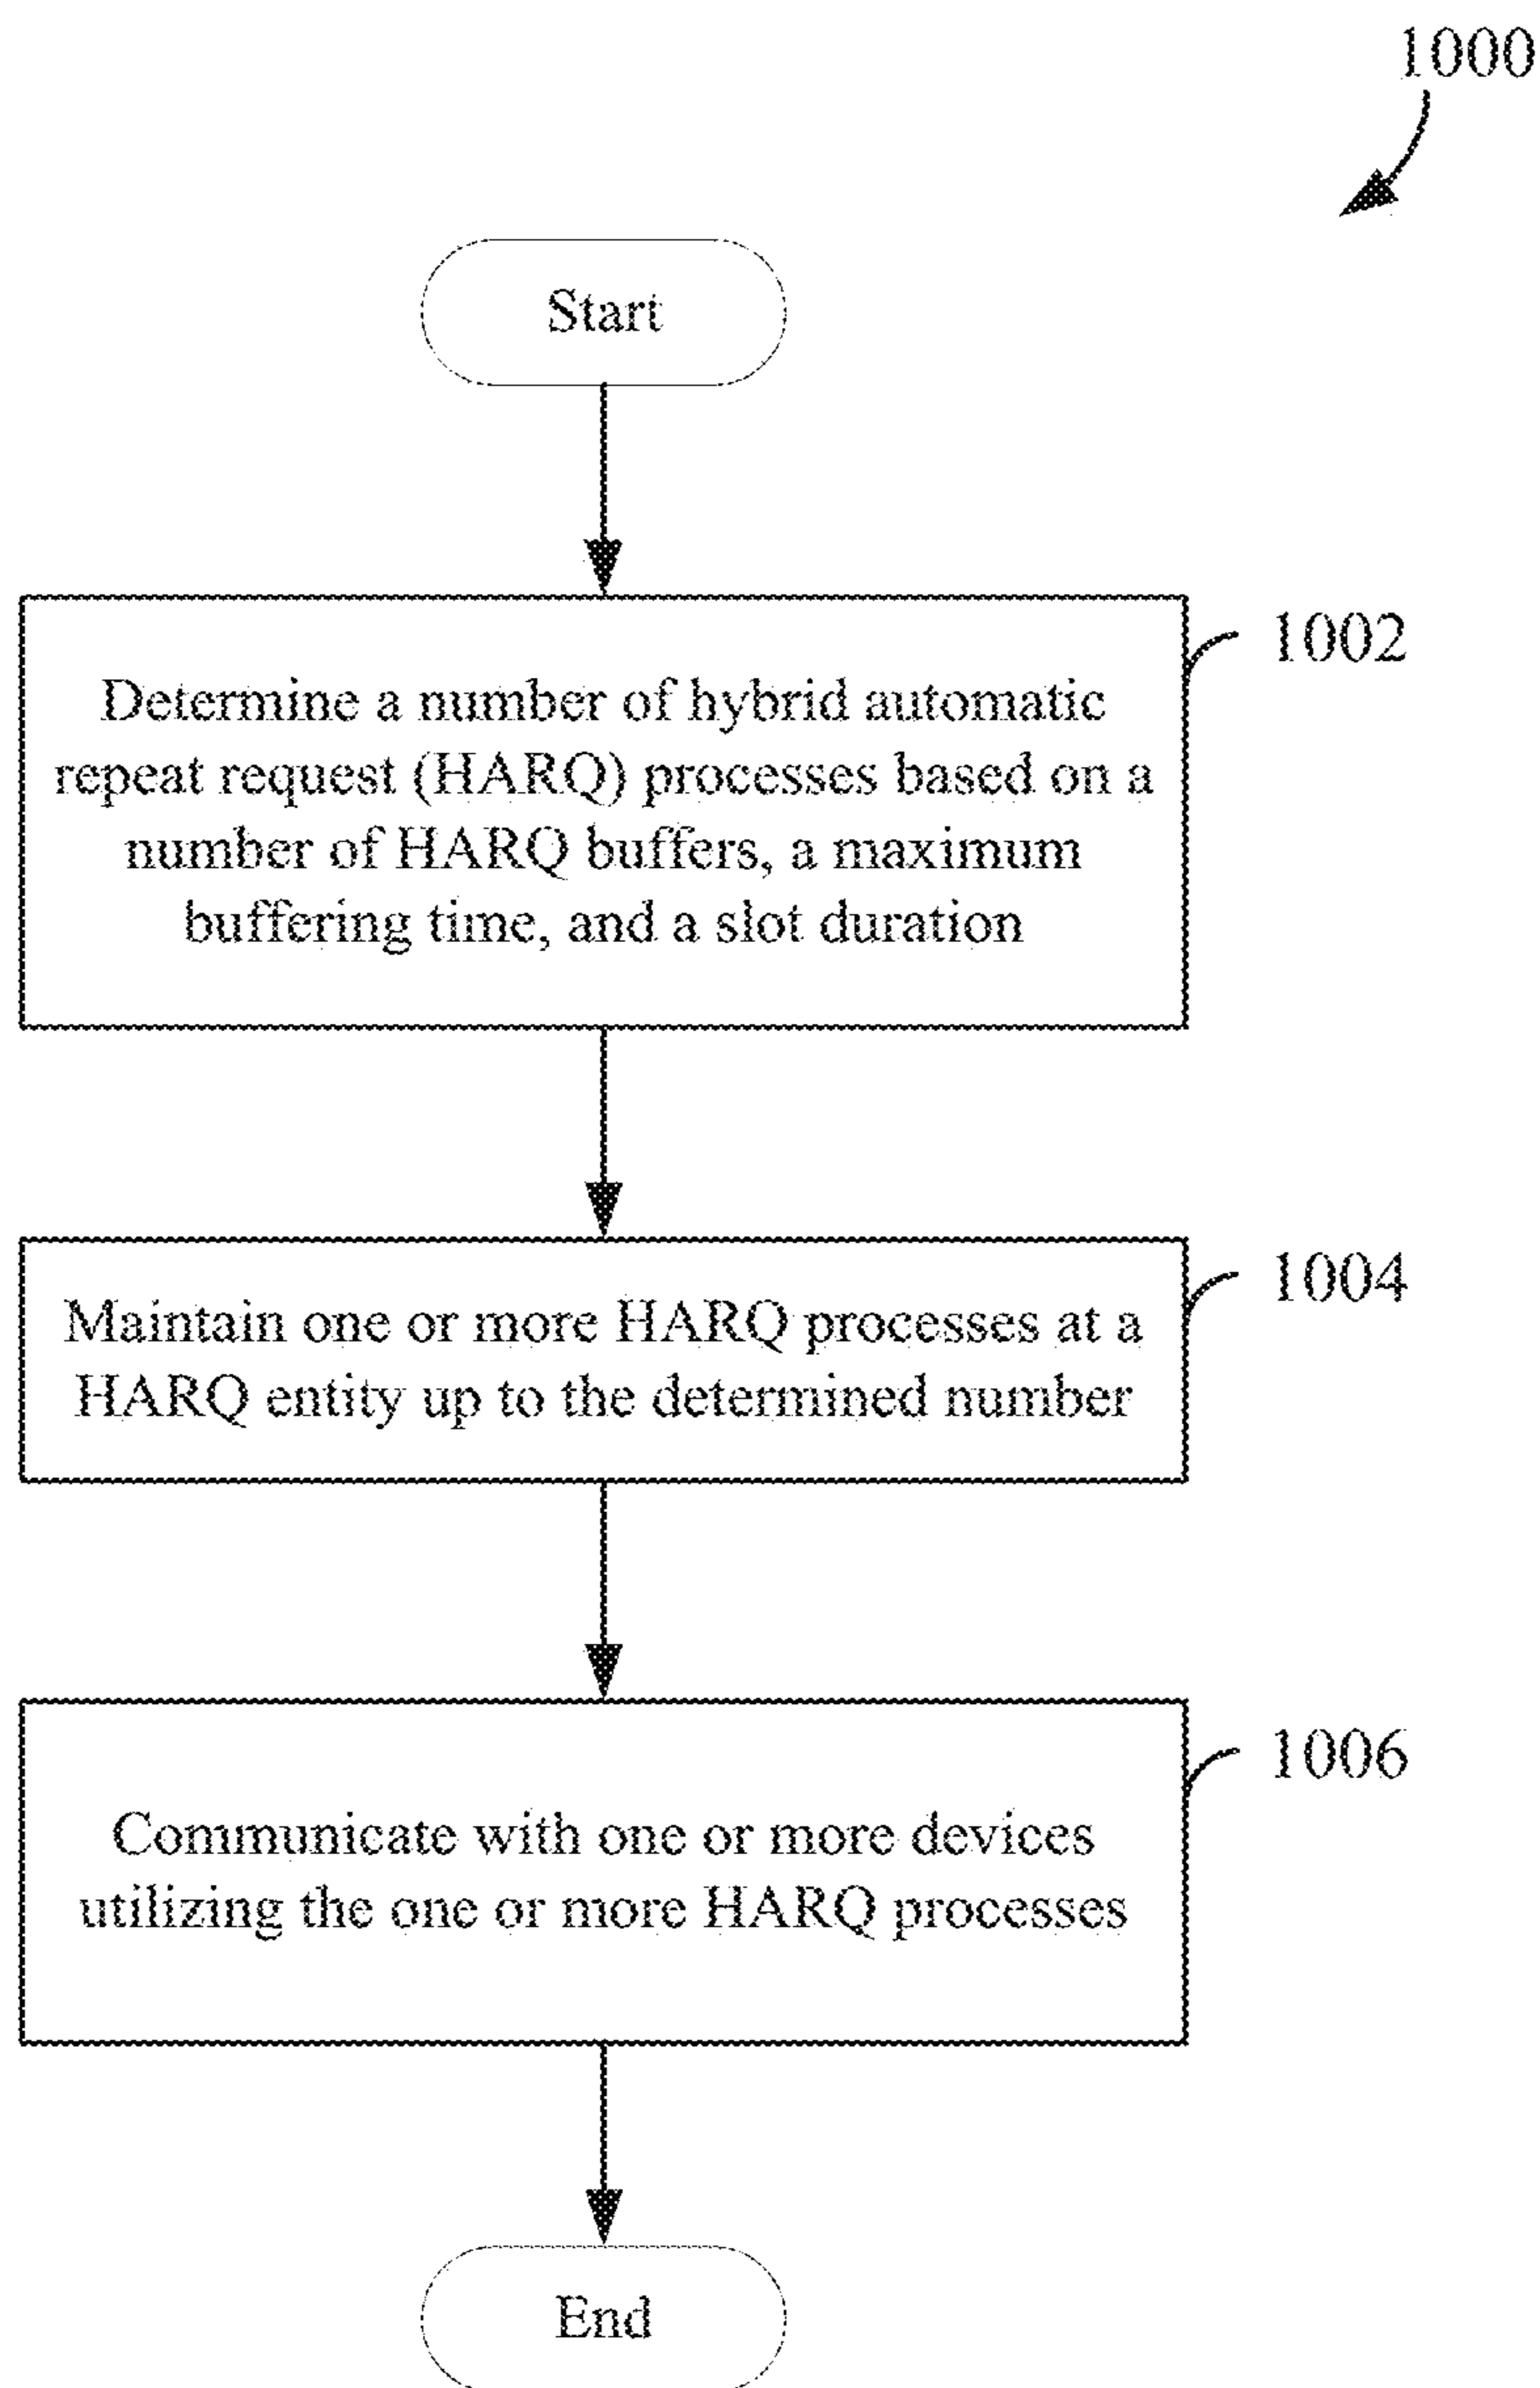 1000
Start
Determine a number of hybrid automatic
repeat request (HARQ) processes based on a
number of HARQ buffers, a maximum
buffering time, and a slot duration
1002
Maintain one or more HARQ processes at a
HARQ entity up to the determined number
1004
Communicate with one or more devices
utilizing the one or more HARQ processes
1006
End